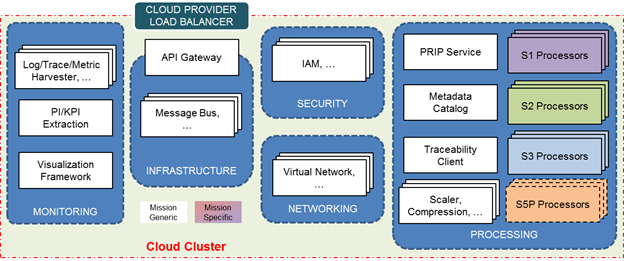 CLOUD PROVIDER
LOAD BALANCER
Log/Trace/Metric
Harvester, …
PI/KPI
Extraction
Visualization
Framework
MONITORING
API Gateway
Message Bus,
…
INFRASTRUCTURE
Mission
Generic
Mission
Specific
IAM, …
SECURITY
Virtual Network,
…
NETWORKING
PRIP Service
S1 Processors
Metadata
Catalog
S2 Processors
Traceability
Client
S3 Processors
Scaler,
Compression, …
S5P Processors
PROCESSING
Cloud Cluster